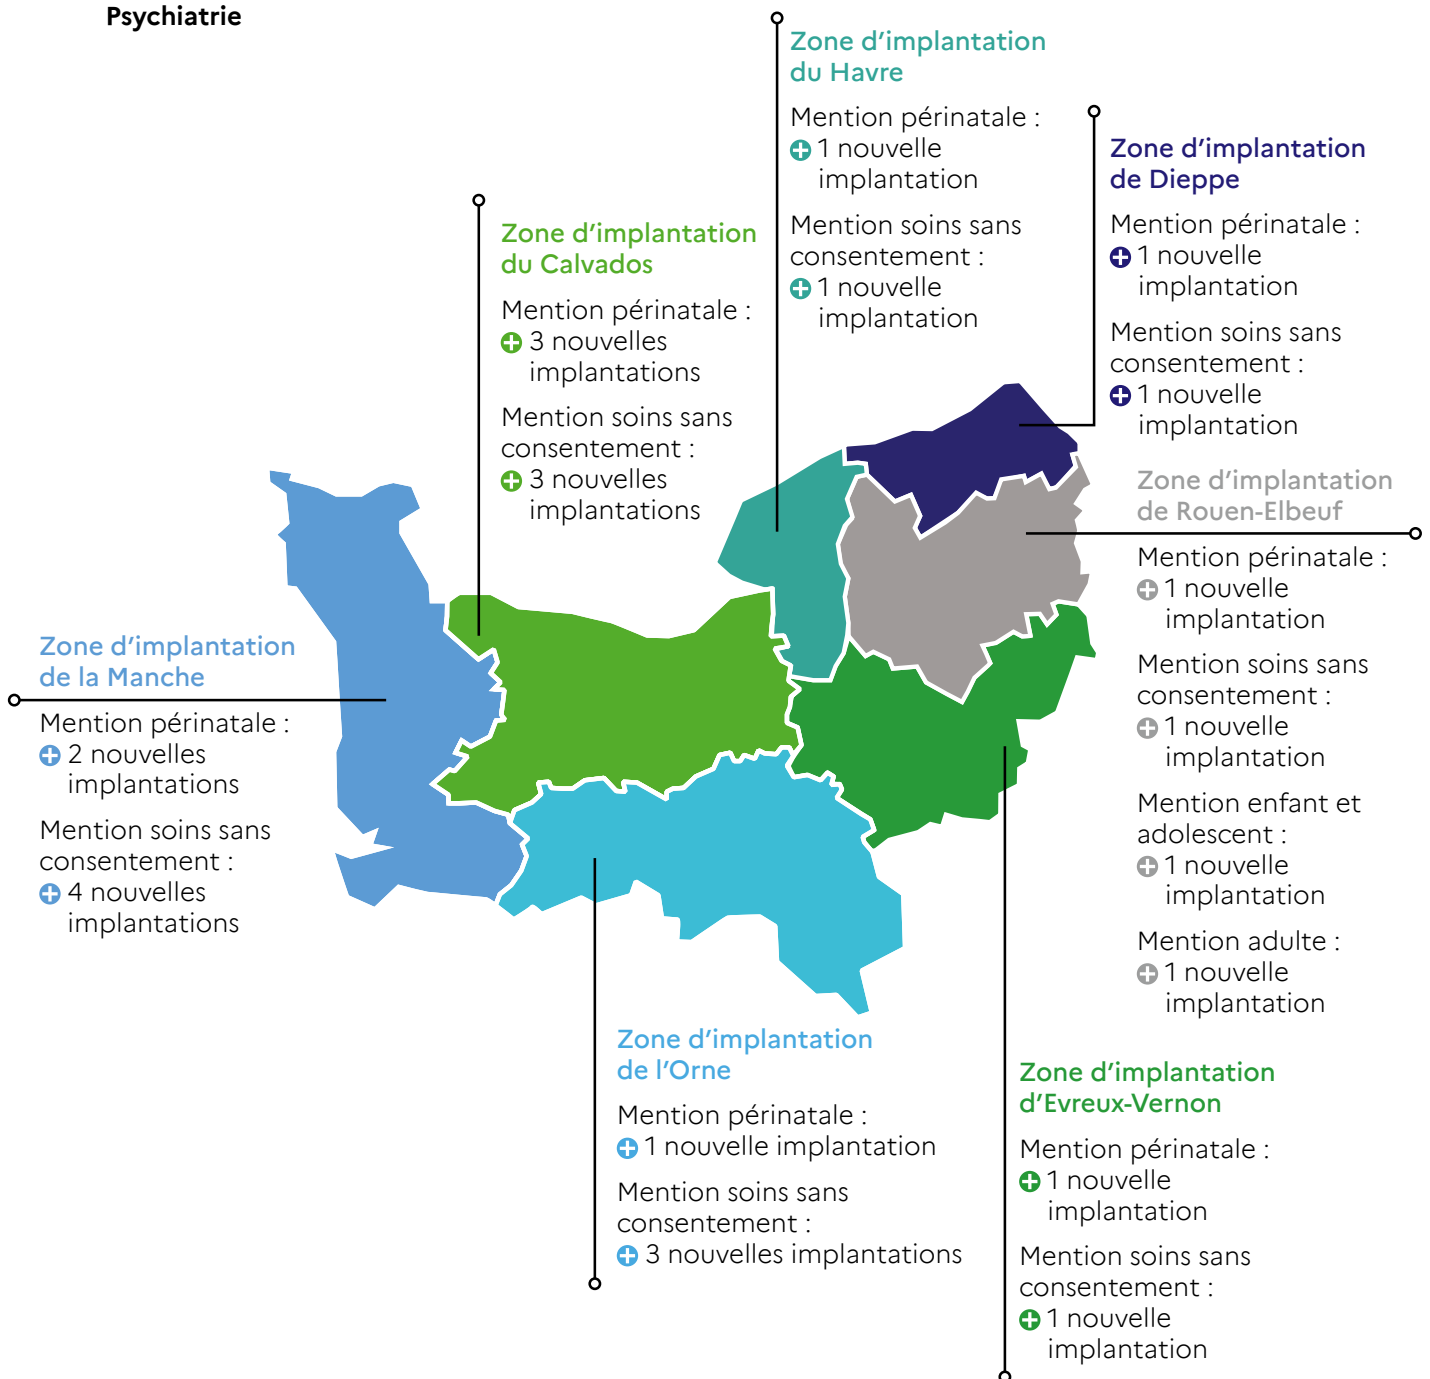 Psychiatrie
Zone d'implantation
du Havre
Mention périnatale :
1 nouvelle
implantation
Mention soins sans
consentement :
1 nouvelle
implantation
Zone d'implantation
de Dieppe
Mention périnatale :
1 nouvelle
implantation
Mention soins sans
consentement :
1 nouvelle
implantation
Zone d'implantation
du Calvados
Mention périnatale :
3 nouvelles
implantations
Mention soins sans
consentement :
3 nouvelles
implantations
Zone d'implantation
de Rouen-Elbeuf
Mention périnatale :
1 nouvelle
implantation
Mention soins sans
consentement :
1 nouvelle
implantation
Mention enfant et
adolescent :
1 nouvelle
implantation
Mention adulte :
1 nouvelle
implantation
Zone d'implantation
de la Manche
Mention périnatale :
2 nouvelles
implantations
Mention soins sans
consentement :
4 nouvelles
implantations
Zone d'implantation
de l'Orne
Mention périnatale :
1 nouvelle implantation
Mention soins sans
consentement :
3 nouvelles implantations
Zone d'implantation
d'Evreux-Vernon
Mention périnatale :
1 nouvelle
implantation
Mention soins sans
consentement :
1 nouvelle
implantation